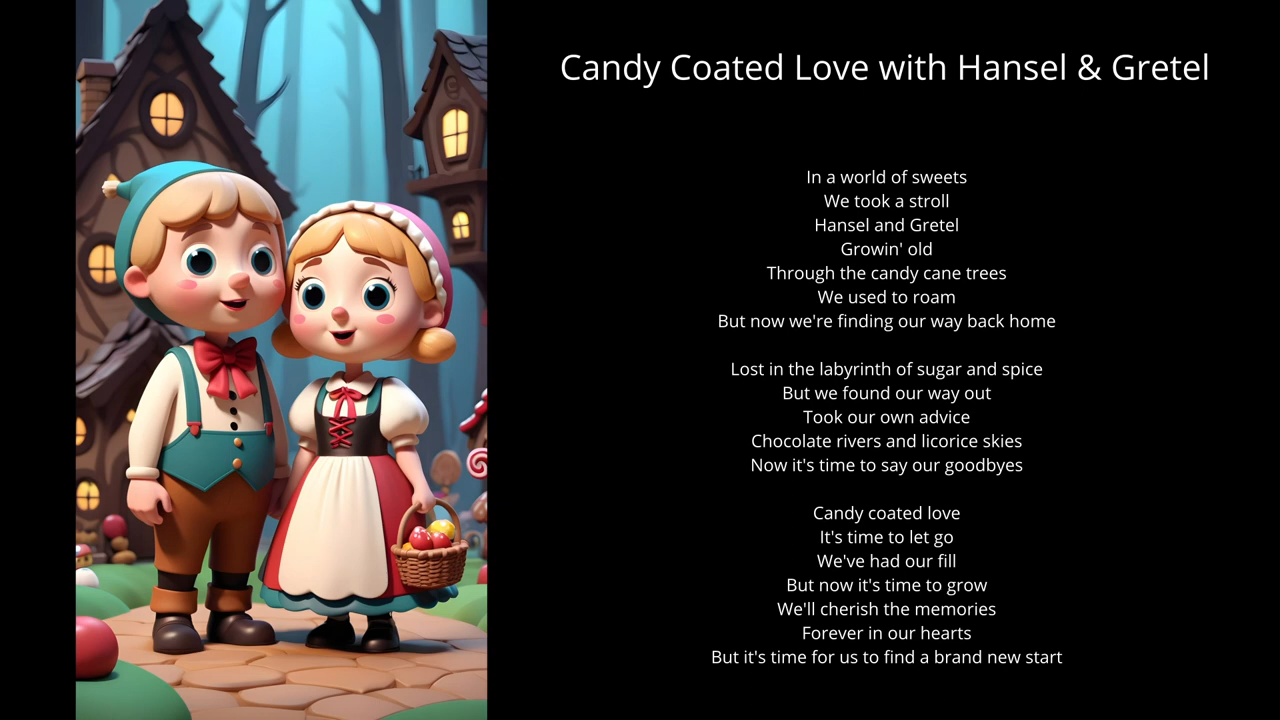 Candy Coated Love with Hansel & Gretel
In a world of sweets
We took a stroll
Hansel and Gretel
Growin' old
Through the candy cane trees
We used to roam
But now we're finding our way back home
Lost in the labyrinth of sugar and spice
But we found our way out
Took our own advice
Chocolate rivers and licorice skies
Now it's time to say our goodbyes
Candy coated love
It's time to let go
We've had our fill
But now it's time to grow
We'll cherish the memories
Forever in our hearts
But it's time for us to find a brand new start